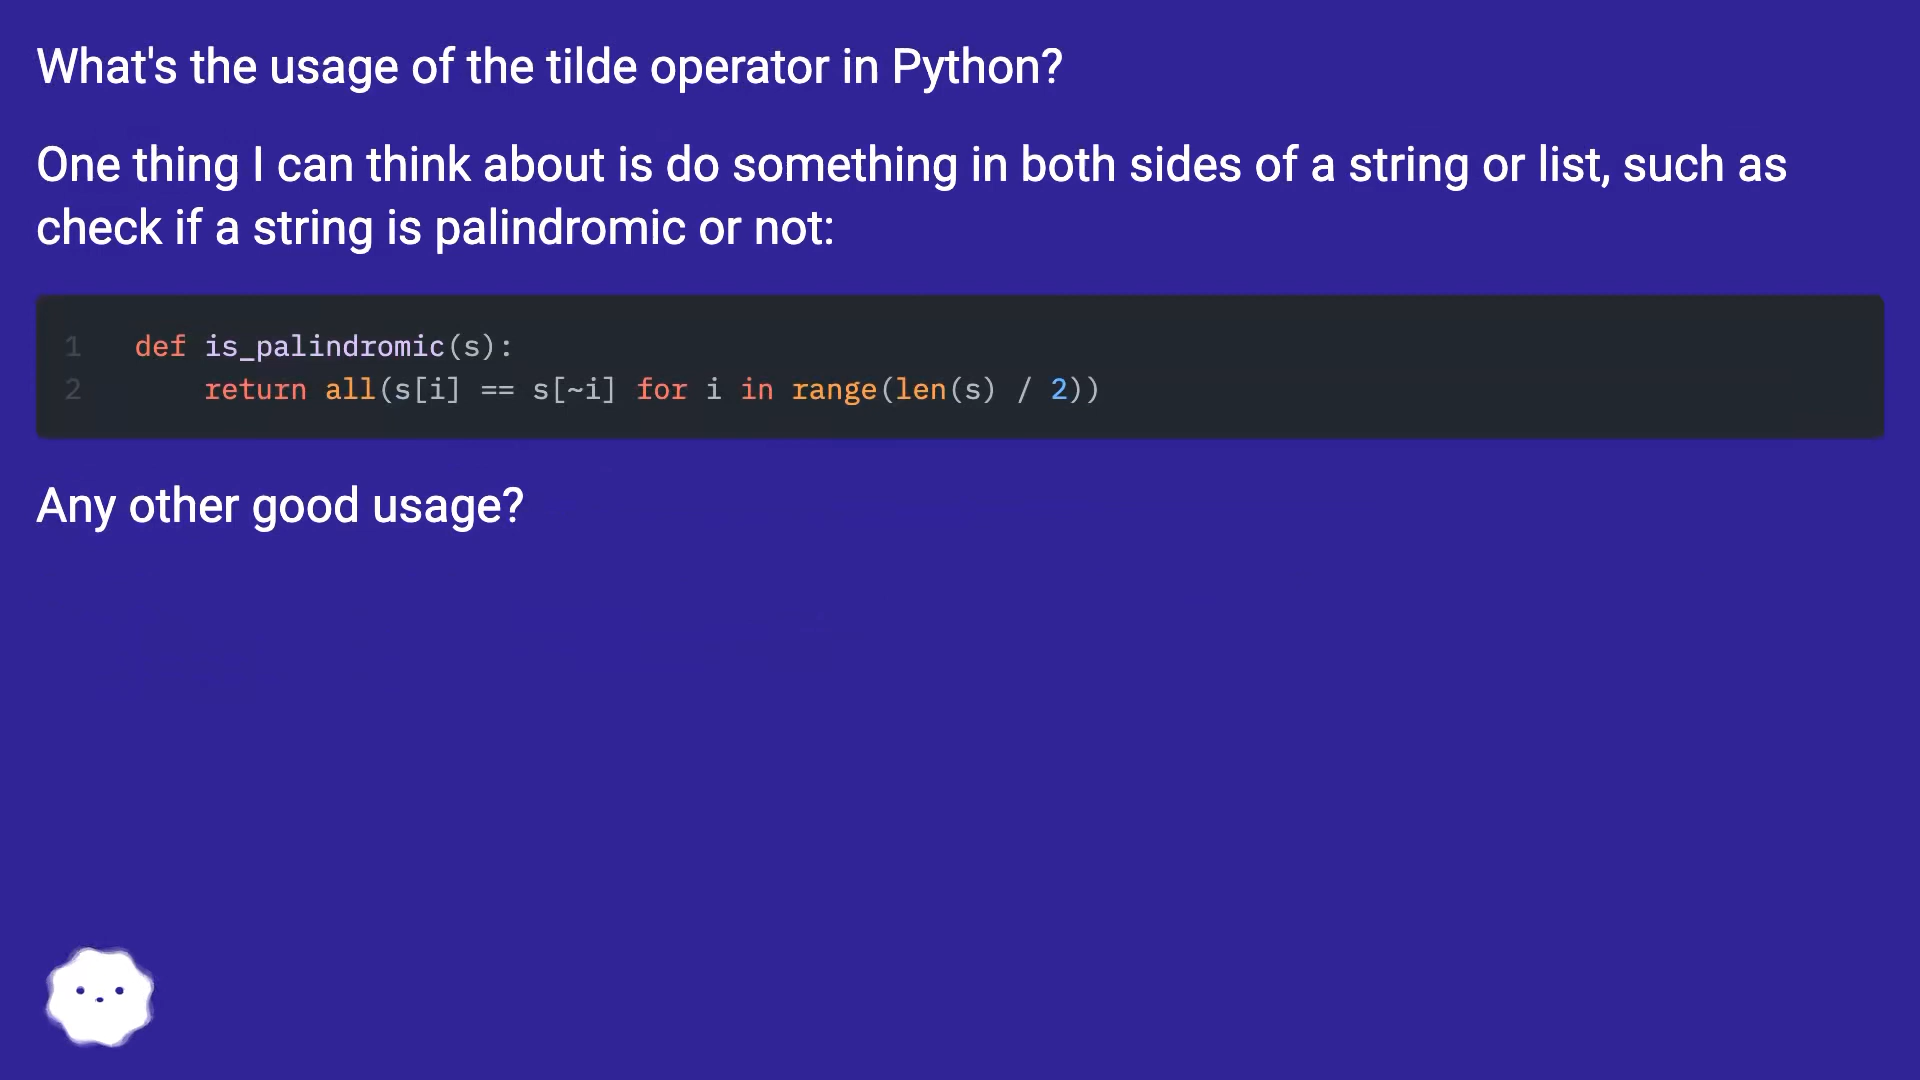 What's the usage of the tilde operator in Python?
One thing I can think about is do something in both sides of a string or list, such as
check if a string is palindromic or not:
1 def is_palindromic(s):
2     return all(s[i] == s[~i] for i in range(len(s) / 2))
Any other good usage?